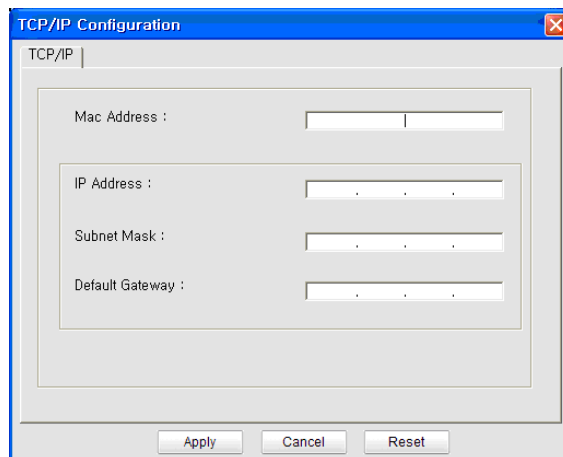 TCP/IP Configuration
TCP/IP
Mac Address :
IP Address :
. . .
Subnet Mask :
. . .
Default Gateway :
. . .
Apply Cancel Reset